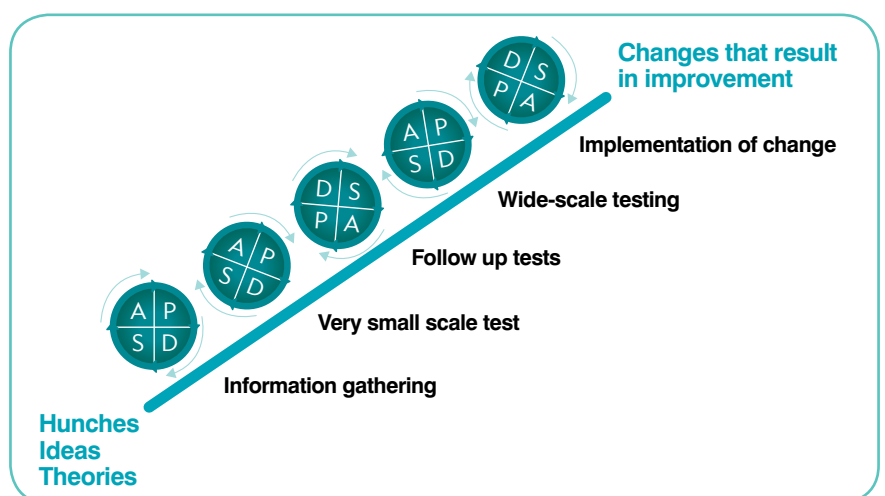 Changes that result
in improvement
D S
P A
Implementation of change
A P
S D
Wide-scale testing
D S
P A
Follow up tests
A P
S D
Very small scale test
A P
S D
Information gathering
Hunches
Ideas
Theories